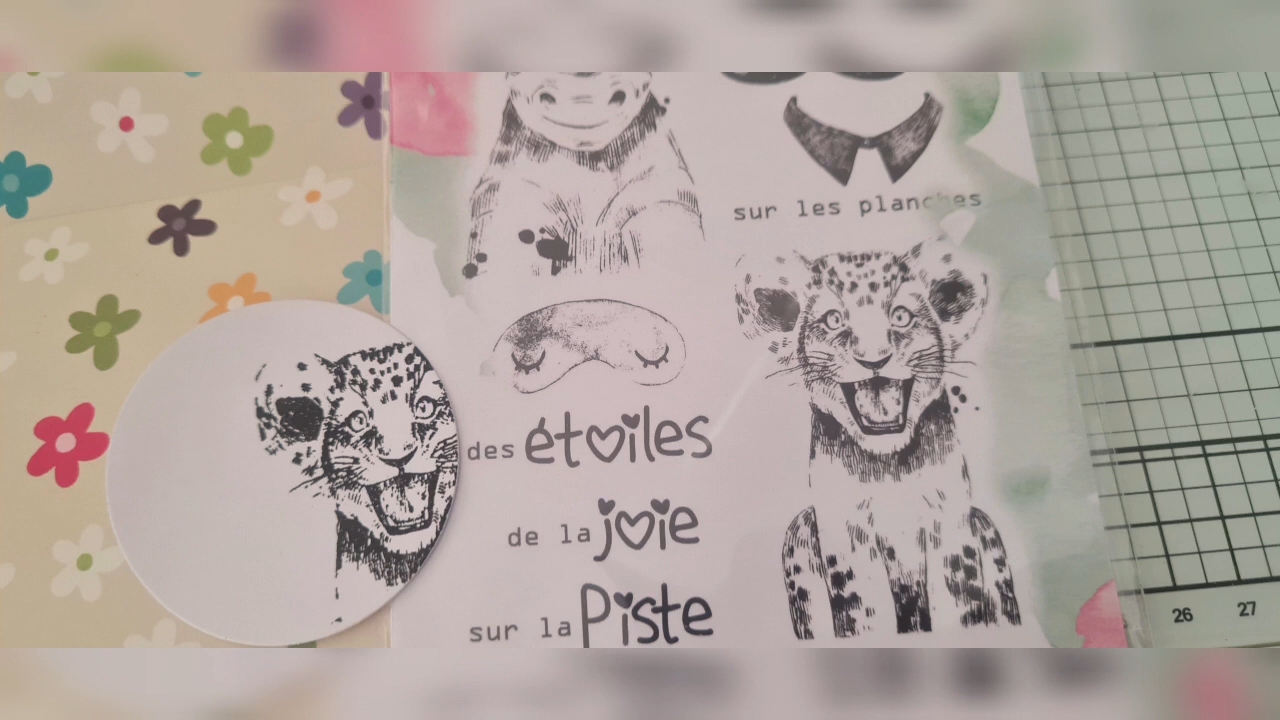 sur les planches
des étoiles
de la joie
sur la Piste
26 27